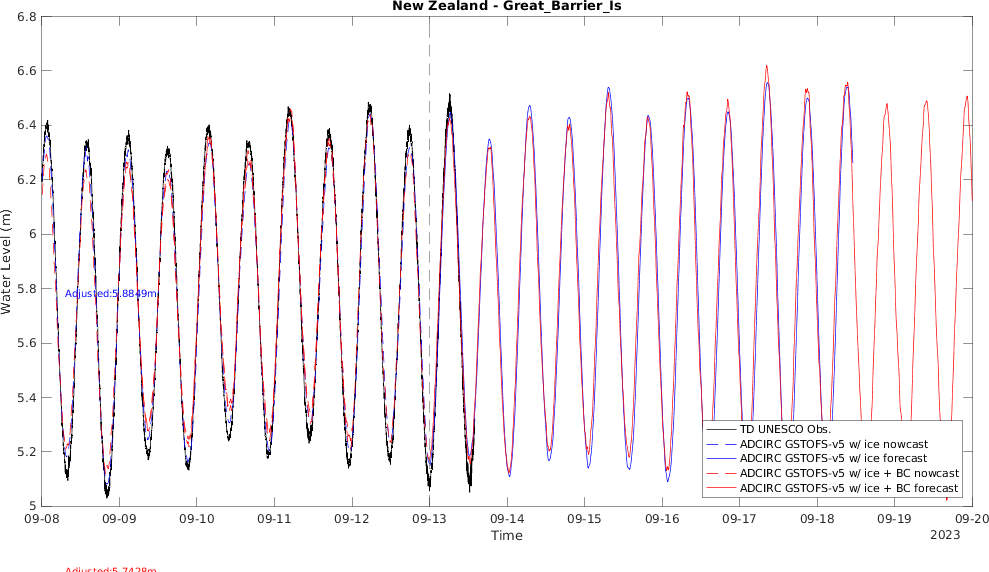 New Zealand - Great_Barrier_Is
6.8
6.6
6.4
6.2
6
5.8
5.6
5.4
5.2
5
Water Level (m)
Adjusted:5.8849m
TD UNESCO Obs.
ADCIRC GSTOFS-v5 w/ ice nowcast
ADCIRC GSTOFS-v5 w/ ice forecast
ADCIRC GSTOFS-v5 w/ ice + BC nowcast
ADCIRC GSTOFS-v5 w/ ice + BC forecast
09-08 09-09 09-10 09-11 09-12 09-13 09-14 09-15 09-16 09-17 09-18 09-19 09-20
Time
2023
Adjusted:5.7428m